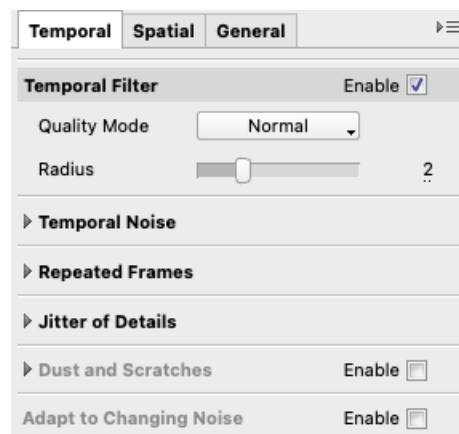 Temporal Spatial General
Temporal Filter Enable
Quality Mode Normal
Radius 2
Temporal Noise
Repeated Frames
Jitter of Details
Dust and Scratches Enable
Adapt to Changing Noise Enable